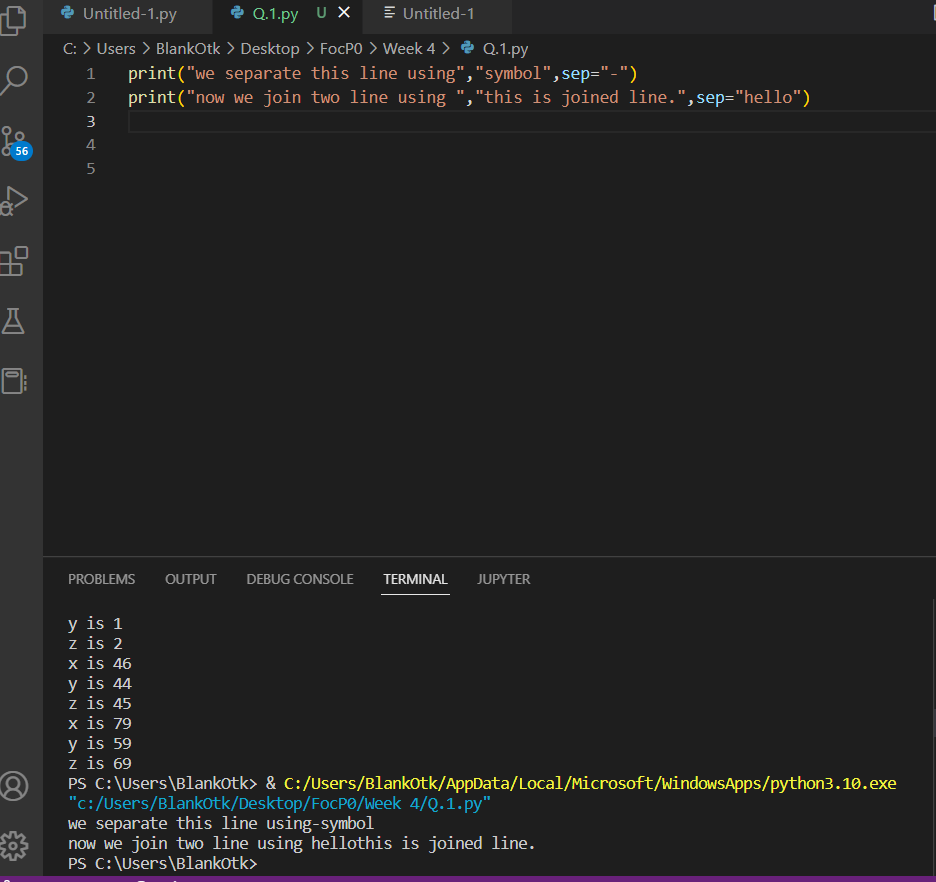 Untitled-1.py Q.1.py U Untitled-1
C: > Users > BlankOtk > Desktop > FocP0 > Week 4 > Q.1.py
1 print("we separate this line using","symbol",sep="-")
2 print("now we join two line using ","this is joined line.",sep="hello")
3
4
5
56
PROBLEMS OUTPUT DEBUG CONSOLE TERMINAL JUPYTER
y is 1
z is 2
x is 46
y is 44
z is 45
x is 79
y is 59
z is 69
PS C:\Users\BlankOtk> & C:/Users/BlankOtk/AppData/Local/Microsoft/WindowsApps/python3.10.exe
"c:/Users/BlankOtk/Desktop/FocP0/Week 4/Q.1.py"
we separate this line using-symbol
now we join two line using hellothis is joined line.
PS C:\Users\BlankOtk>